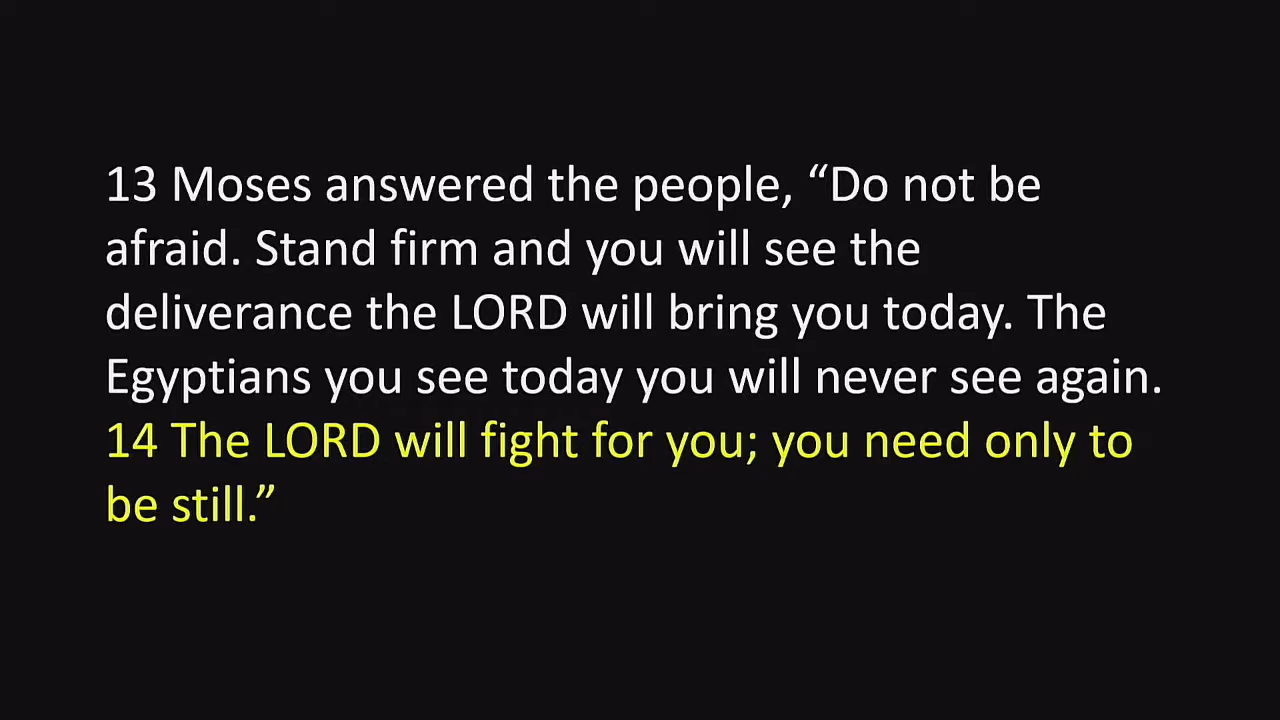 13 Moses answered the people, “Do not be
afraid. Stand firm and you will see the
deliverance the LORD will bring you today. The
Egyptians you see today you will never see again.
14 The LORD will fight for you; you need only to
be still.”